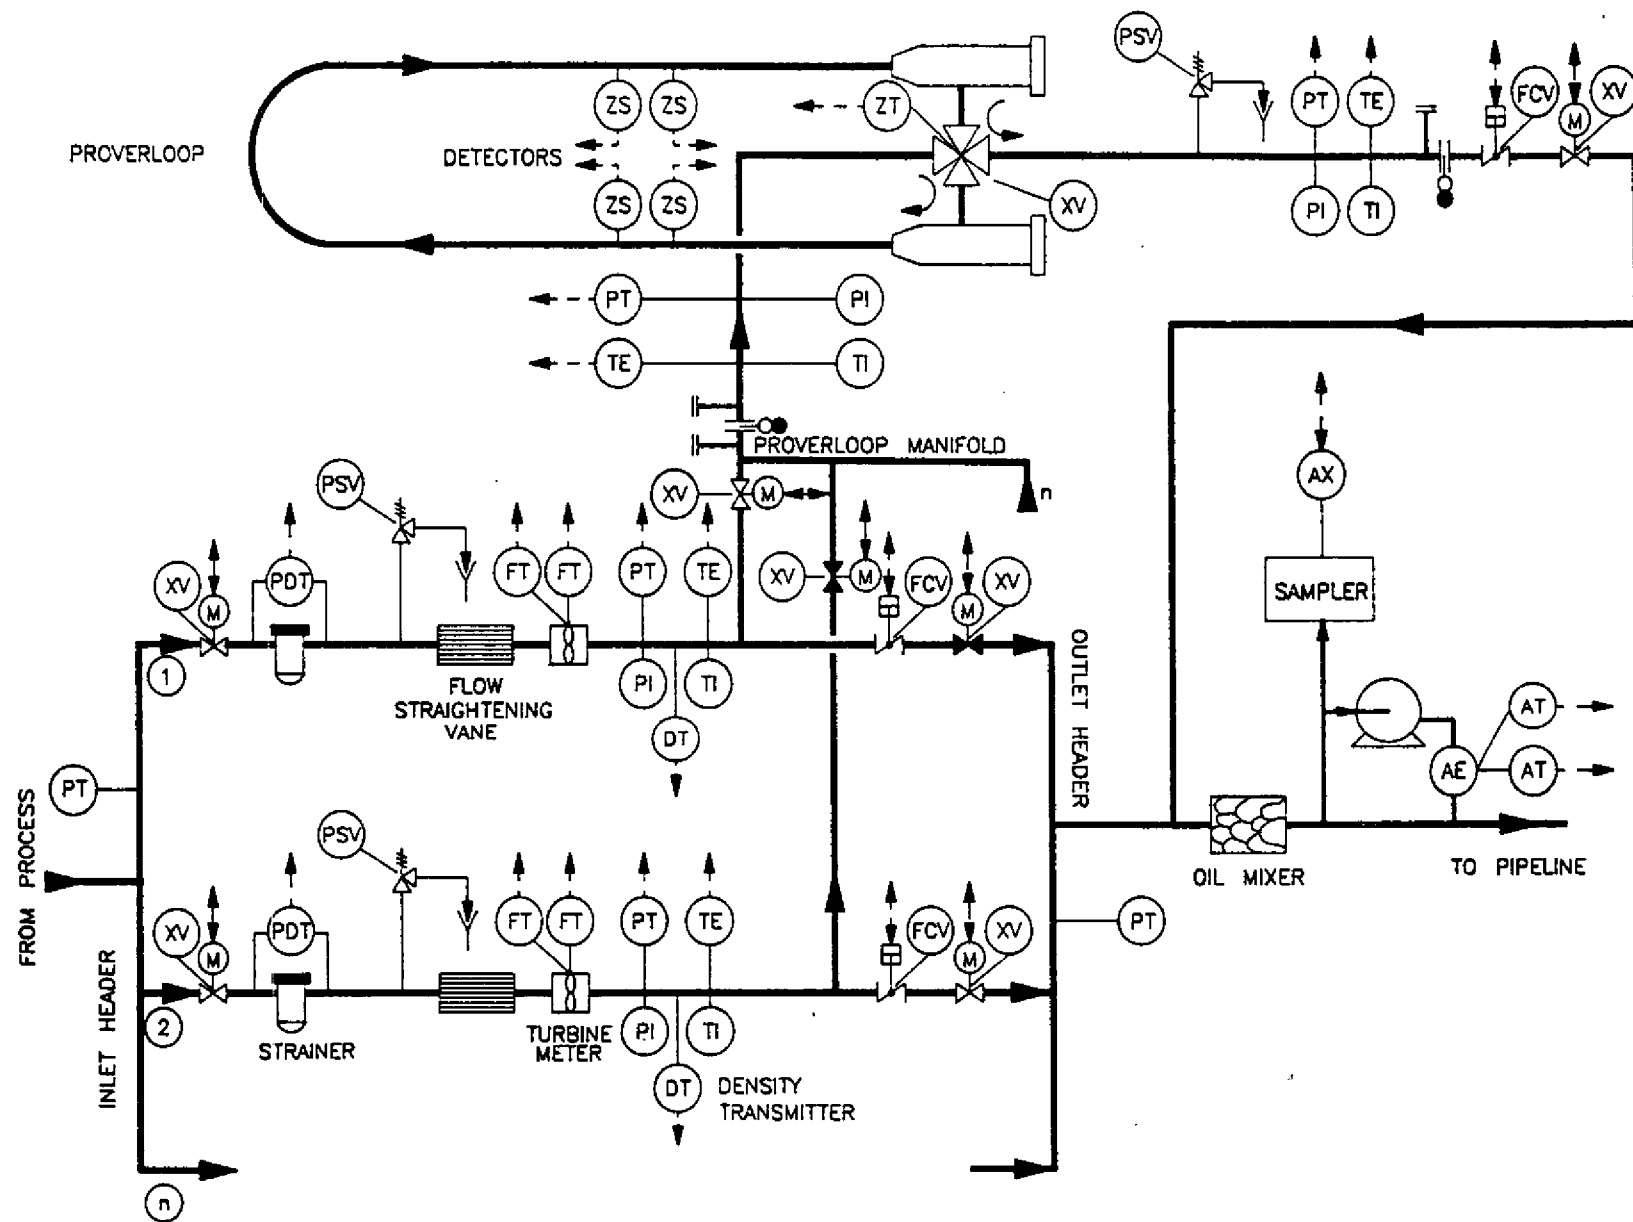 PSV
ZS
ZS
ZT
PT
TE
FCV
M
XV
PROVERLOOP
DETECTORS
ZS
ZS
XV
PI
TI
PT
PI
TE
TI
AX
PROVERLOOP MANIFOLD
n
PSV
XV
M
XV
PDT
M
FT
FT
PT
TE
XV
M
FCV
M
XV
SAMPLER
1
FLOW
STRAIGHTENING
VANE
PI
TI
DT
OUTLET HEADER
AT
AE
AT
PT
FROM PROCESS
PSV
OIL MIXER
TO PIPELINE
XV
M
PDT
FT
FT
PT
TE
FCV
M
XV
PT
INLET HEADER
2
STRAINER
TURBINE
METER
PI
TI
DT
DENSITY
TRANSMITTER
n